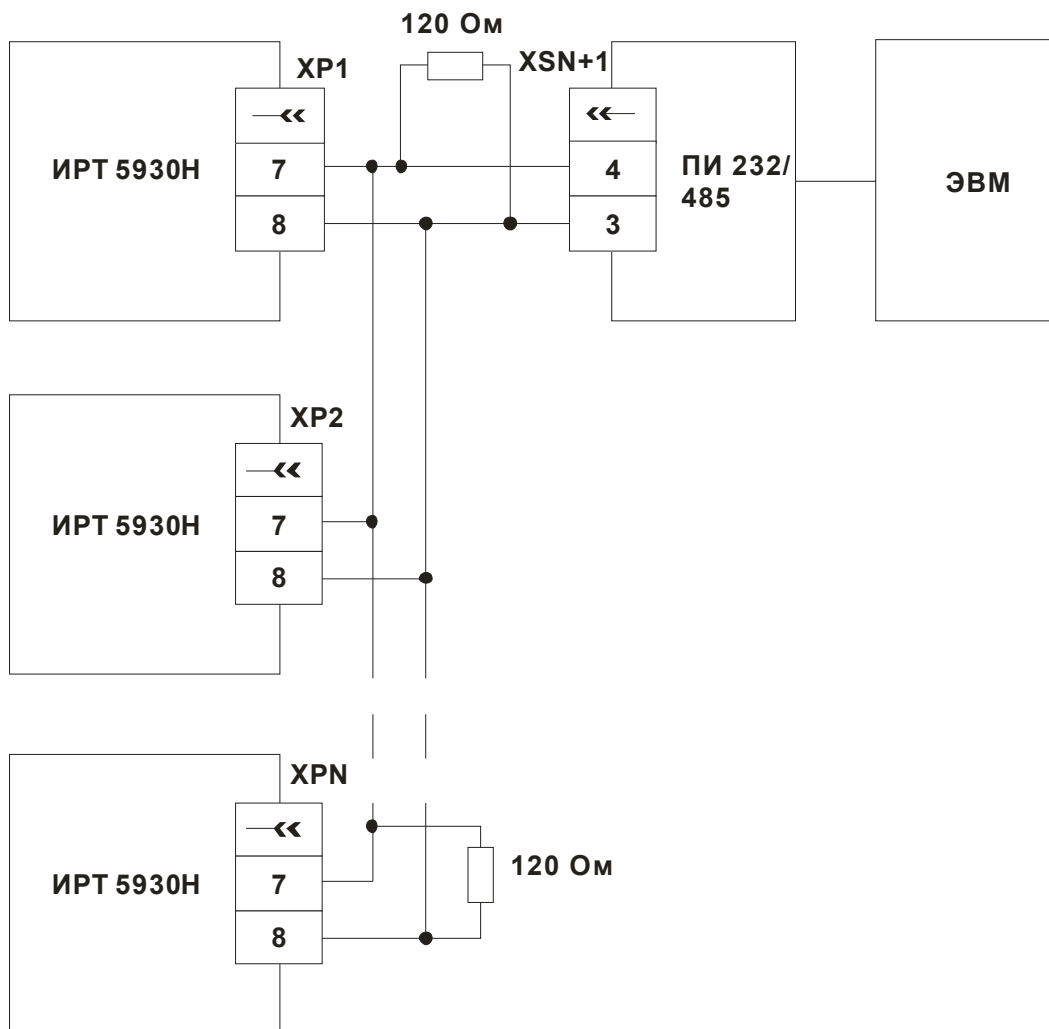 120 Ом
XP1
XSN+1
ИРТ 5930Н
7
8
4
3
ПИ 232/
485
ЭВМ
XP2
ИРТ 5930Н
7
8
XPN
ИРТ 5930Н
7
8
120 Ом